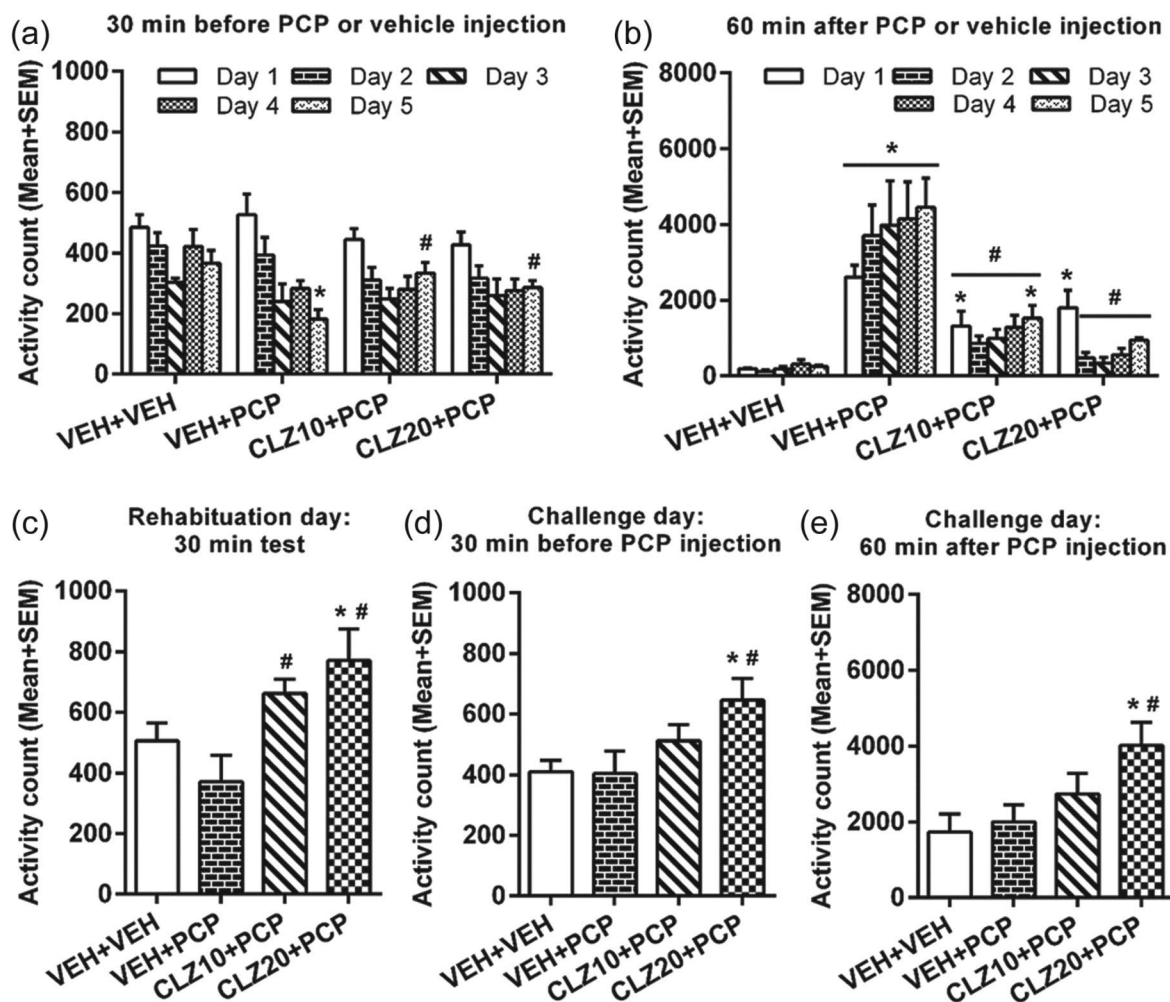 (a)
30 min before PCP or vehicle injection
Activity count (Mean+SEM)
1000
800
600
400
200
0
Day 1 Day 2 Day 3
Day 4 Day 5
*
#
#
VEH+VEH
VEH+PCP
CLZ10+PCP
CLZ20+PCP
(b)
60 min after PCP or vehicle injection
Activity count (Mean+SEM)
8000
6000
4000
2000
0
Day 1 Day 2 Day 3
Day 4 Day 5
*
#
* *
*
#
VEH+VEH
VEH+PCP
CLZ10+PCP
CLZ20+PCP
(c)
Rehabituation day:
30 min test
Activity count (Mean+SEM)
1000
800
600
400
200
0
#
* #
VEH+VEH
VEH+PCP
CLZ10+PCP
CLZ20+PCP
(d)
Challenge day:
30 min before PCP injection
Activity count (Mean+SEM)
1000
800
600
400
200
0
* #
VEH+VEH
VEH+PCP
CLZ10+PCP
CLZ20+PCP
(e)
Challenge day:
60 min after PCP injection
Activity count (Mean+SEM)
8000
6000
4000
2000
0
* #
VEH+VEH
VEH+PCP
CLZ10+PCP
CLZ20+PCP